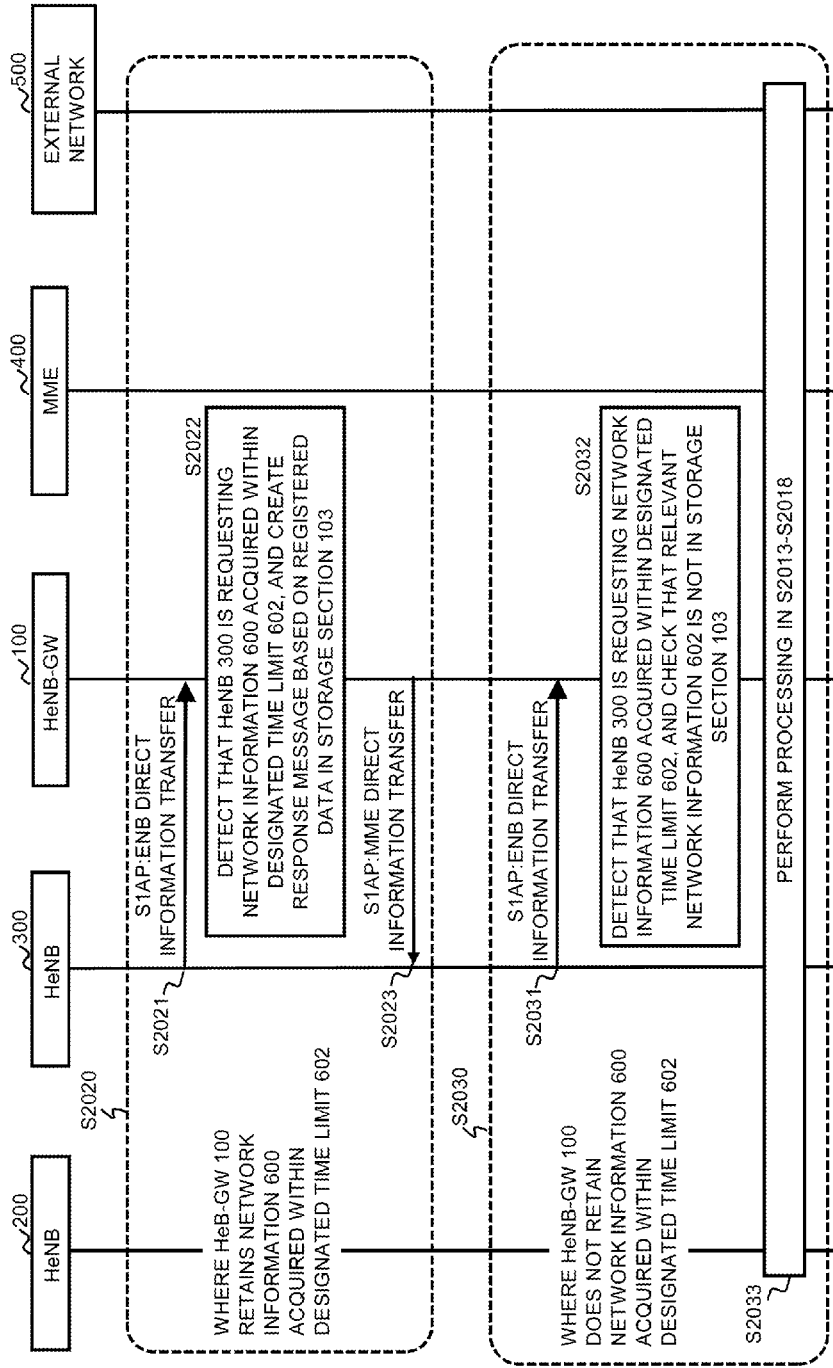 200
HeNB
300
HeNB
100
HeNB-GW
400
MME
500
EXTERNAL
NETWORK
S2020
WHERE HeB-GW 100
RETAINS NETWORK
INFORMATION 600
ACQUIRED WITHIN
DESIGNATED TIME LIMIT 602
S2021
S1AP:ENB DIRECT
INFORMATION TRANSFER
S2022
DETECT THAT HeNB 300 IS REQUESTING
NETWORK INFORMATION 600 ACQUIRED WITHIN
DESIGNATED TIME LIMIT 602, AND CREATE
RESPONSE MESSAGE BASED ON REGISTERED
DATA IN STORAGE SECTION 103
S1AP:MME DIRECT
INFORMATION TRANSFER
S2023
S2030
WHERE HeNB-GW 100
DOES NOT RETAIN
NETWORK INFORMATION 600
ACQUIRED WITHIN
DESIGNATED TIME LIMIT 602
S2031
S1AP:ENB DIRECT
INFORMATION TRANSFER
S2032
DETECT THAT HeNB 300 IS REQUESTING NETWORK
INFORMATION 600 ACQUIRED WITHIN DESIGNATED
TIME LIMIT 602, AND CHECK THAT RELEVANT
NETWORK INFORMATION 602 IS NOT IN STORAGE
SECTION 103
S2033
PERFORM PROCESSING IN S2013-S2018